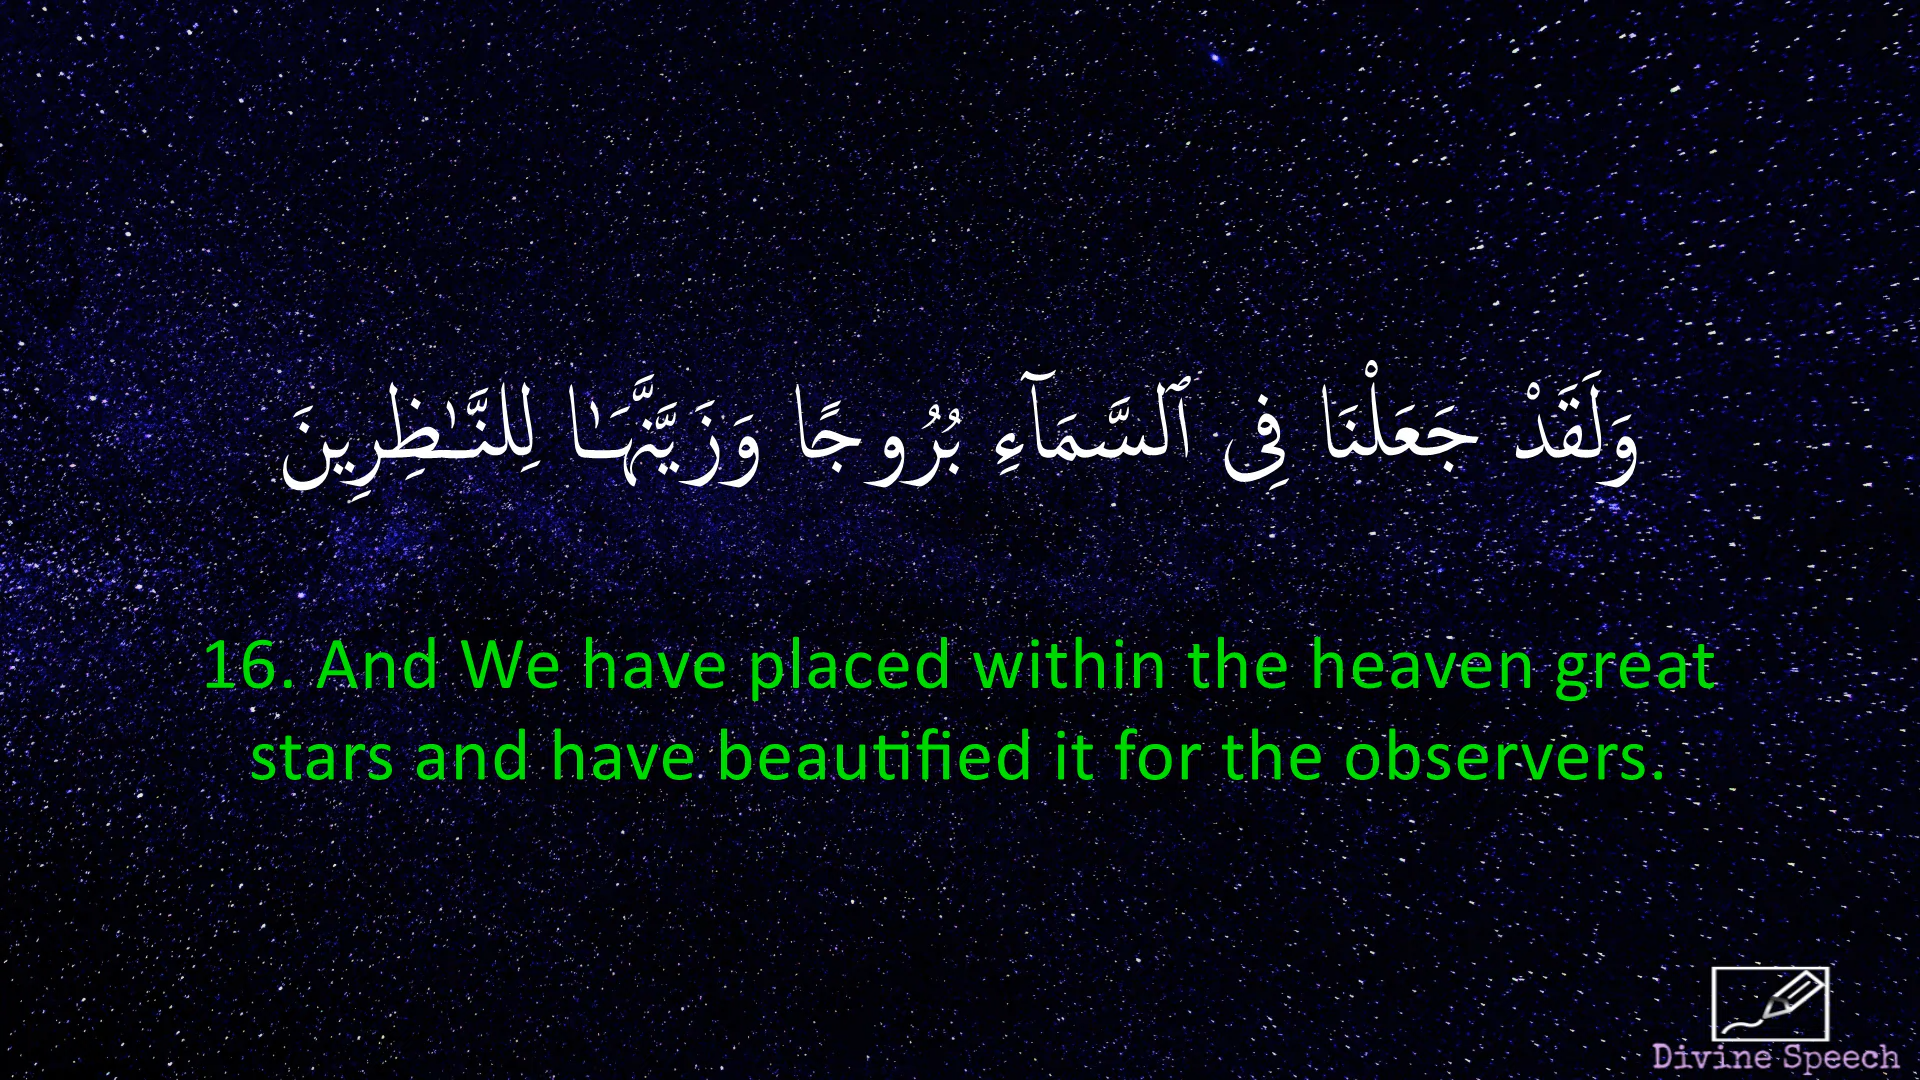 وَلَقَدْ جَعَلْنَا فِى ٱلسَّمَآءِ بُرُوجًا وَزَيَّنَّـٰهَا لِلنَّـٰظِرِينَ
16. And We have placed within the heaven great
stars and have beautified it for the observers.
Divine Speech